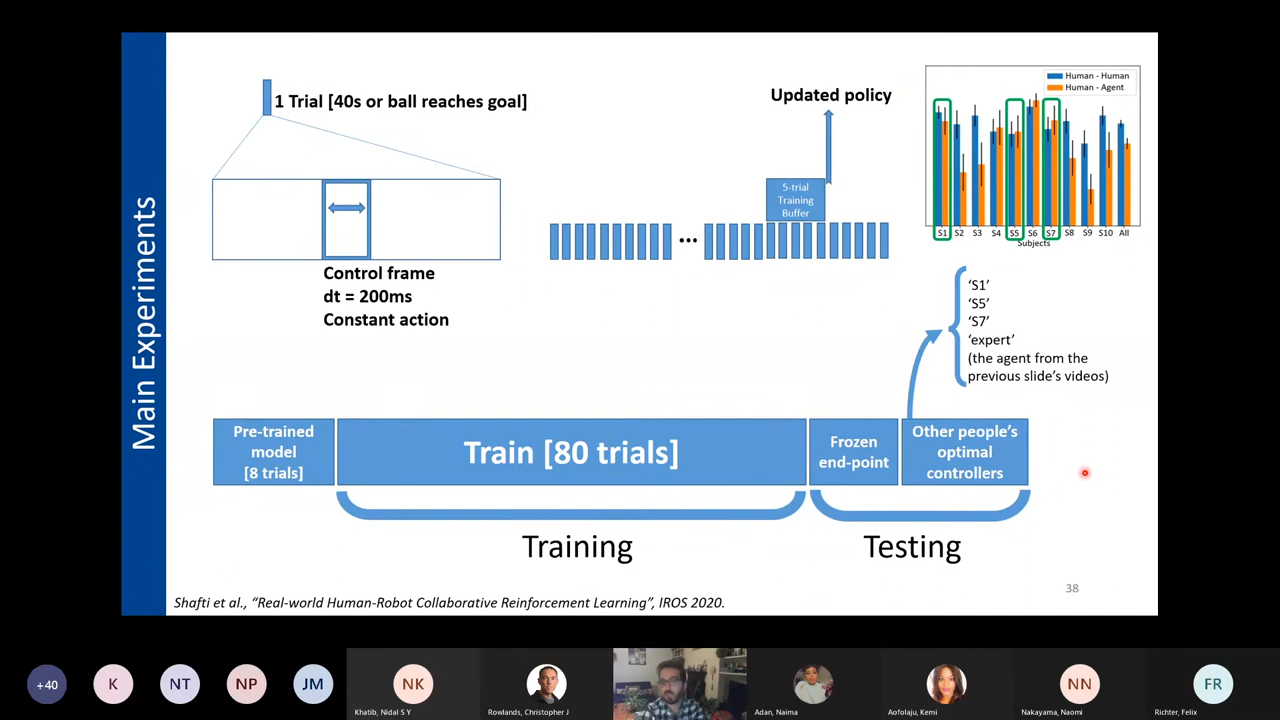 Main Experiments
1 Trial [40s or ball reaches goal]
Control frame
dt = 200ms
Constant action
Updated policy
5-trial
Training
Buffer
...
Human - Human
Human - Agent
S1 S2 S3 S4 S5 S6 S7 S8 S9 S10 All
Subjects
‘S1’
‘S5’
‘S7’
‘expert’
(the agent from the
previous slide’s videos)
Pre-trained
model
[8 trials]
Train [80 trials]
Frozen
end-point
Other people’s
optimal
controllers
Training
Testing
38
Shafti et al., “Real-world Human-Robot Collaborative Reinforcement Learning”, IROS 2020.
+40
K
NT
NP
JM
NK
Khatib, Nidal S Y
Rowlands, Christopher J
Adan, Naima
Aofolaju, Kemi
NN
Nakayama, Naomi
FR
Richter, Felix